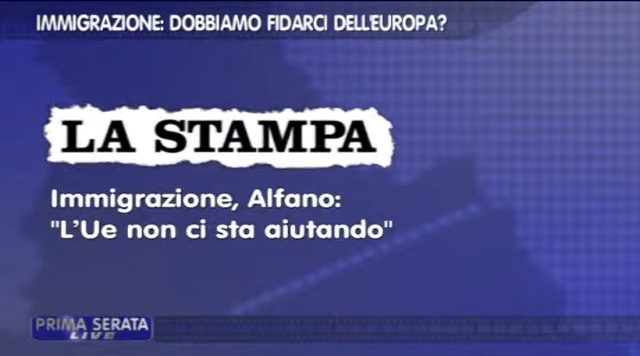 IMMIGRAZIONE: DOBBIAMO FIDARCI DELL'EUROPA?
LA STAMPA
Immigrazione, Alfano:
"L'Ue non ci sta aiutando"
PRIMA SERATA
LIVE